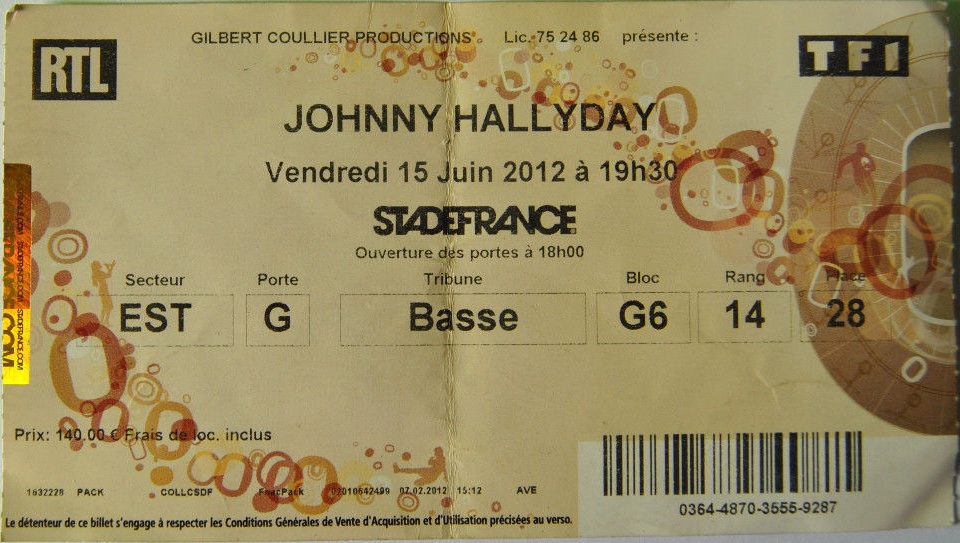 GILBERT COULLIER PRODUCTIONS Lic. 75 24 86 présente :
RTL
TF1
JOHNNY HALLYDAY
Vendredi 15 Juin 2012 à 19h30
STADEFRANCE
Ouverture des portes à 18h00
Secteur Porte Tribune Bloc Rang Place
EST G Basse G6 14 28
Prix: 140.00 € Frais de loc. inclus
1632228 PACK COLLCSDF FnacPack 02010642499 07.02.2012 15:12 AVE
0364-4870-3555-9287
Le détenteur de ce billet s'engage à respecter les Conditions Générales de Vente d'Acquisition et d'Utilisation précisées au verso.
STADEFRANCE.COM